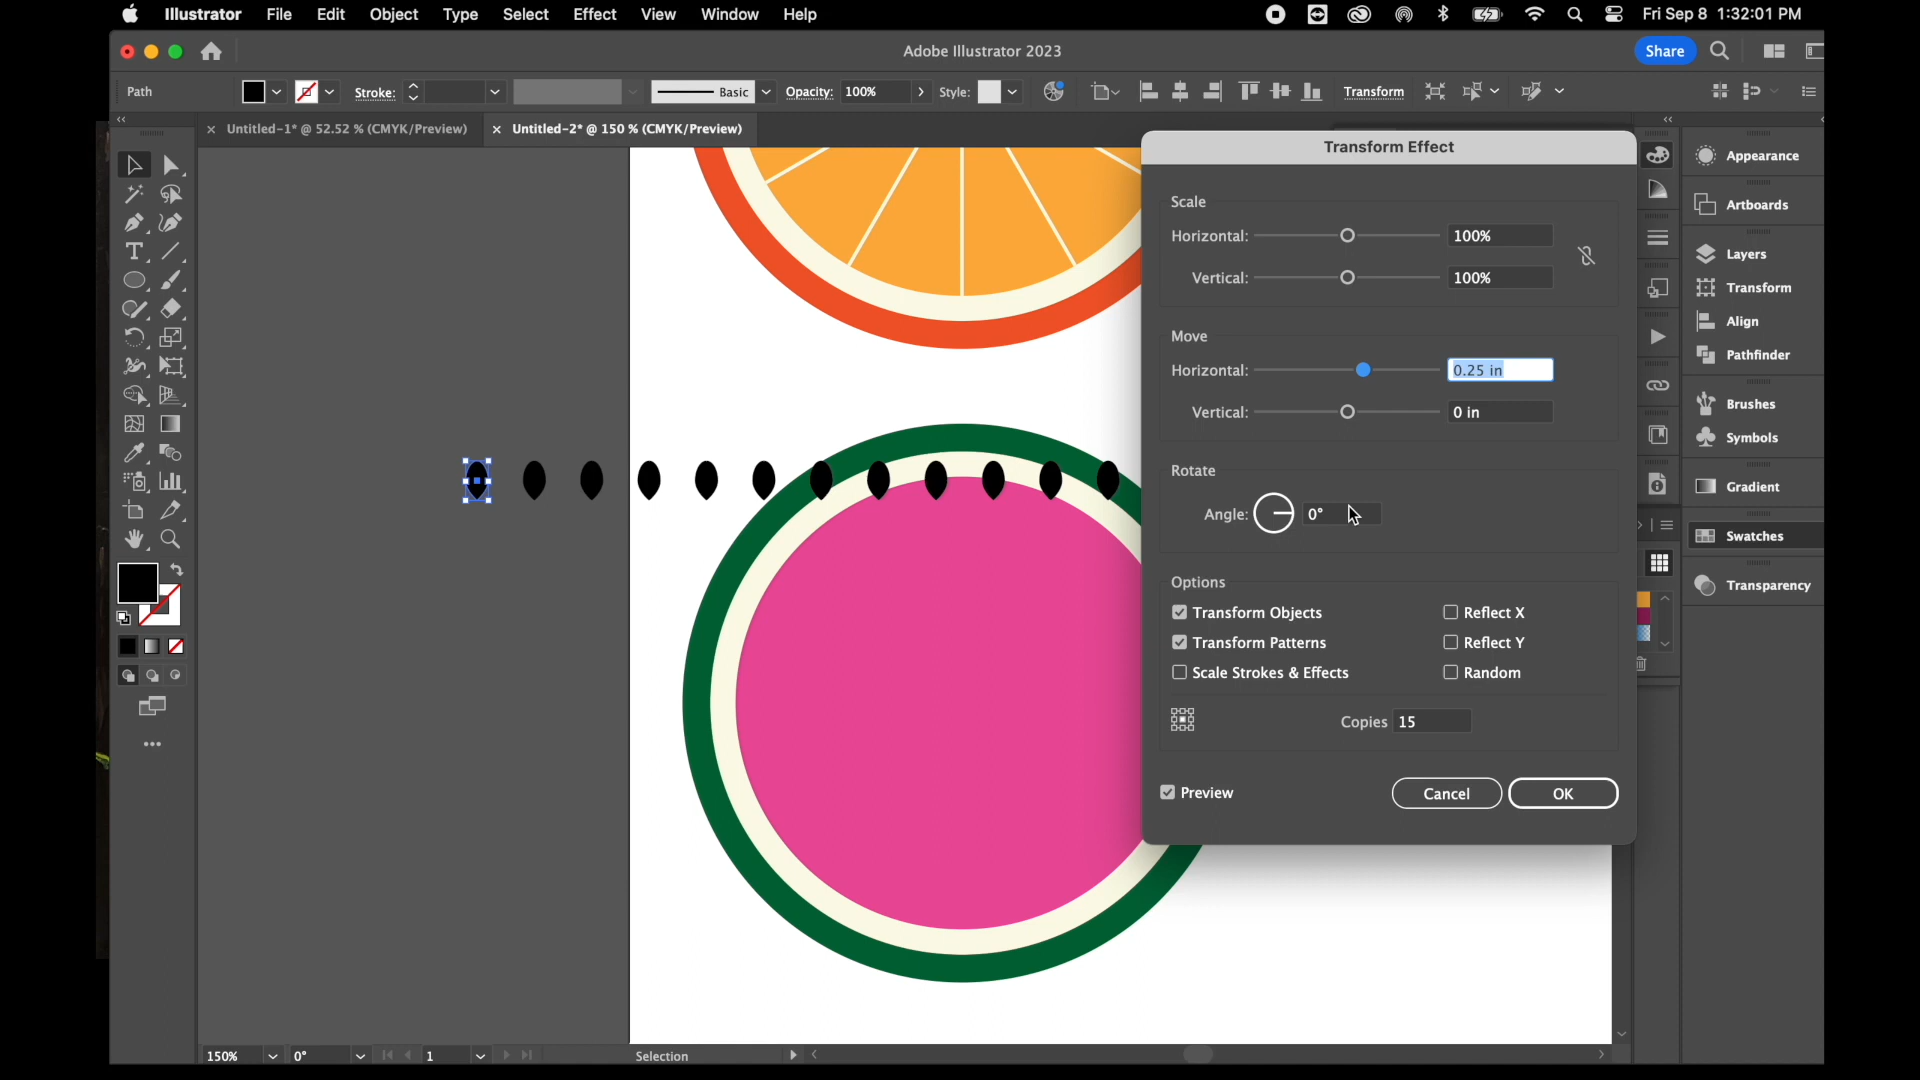 Illustrator File Edit Object Type Select Effect View Window Help
Fri Sep 8 1:32:01 PM
Adobe Illustrator 2023
Share
Path
Stroke:
Basic
Opacity: 100%
Style:
Transform
× Untitled-1* @ 52.52 % (CMYK/Preview)
× Untitled-2* @ 150 % (CMYK/Preview)
Transform Effect
Scale
Horizontal: 100%
Vertical: 100%
Move
Horizontal: 0.25 in
Vertical: 0 in
Rotate
Angle: 0°
Options
Transform Objects
Reflect X
Transform Patterns
Reflect Y
Scale Strokes & Effects
Random
Copies 15
Preview
Cancel
OK
Appearance
Artboards
Layers
Transform
Align
Pathfinder
Brushes
Symbols
Gradient
Swatches
Transparency
150%
0°
1
Selection